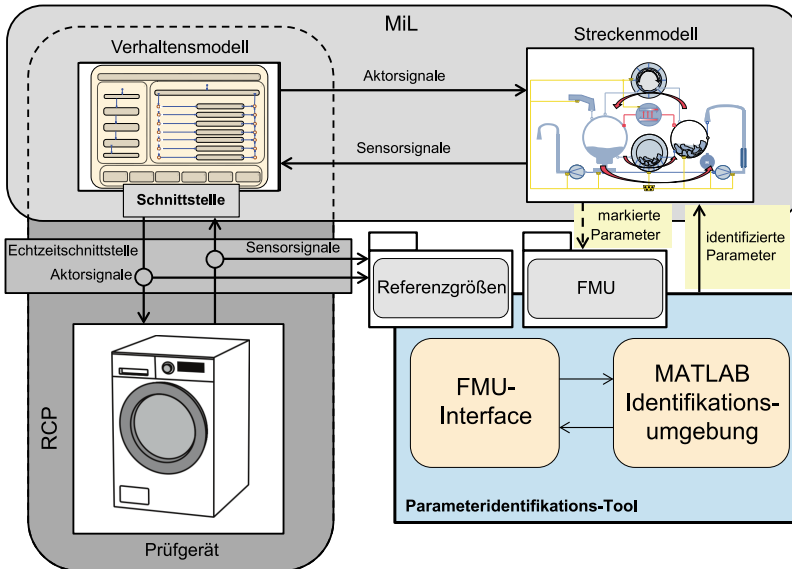 MiL
Verhaltensmodell
Streckenmodell
Aktorsignale
Sensorsignale
Schnittstelle
markierte
Parameter
identifizierte
Parameter
Echtzeitschnittstelle
Sensorsignale
Aktorsignale
Referenzgrößen
FMU
RCP
FMU-
Interface
MATLAB
Identifikations-
umgebung
Parameteridentifikations-Tool
Prüfgerät